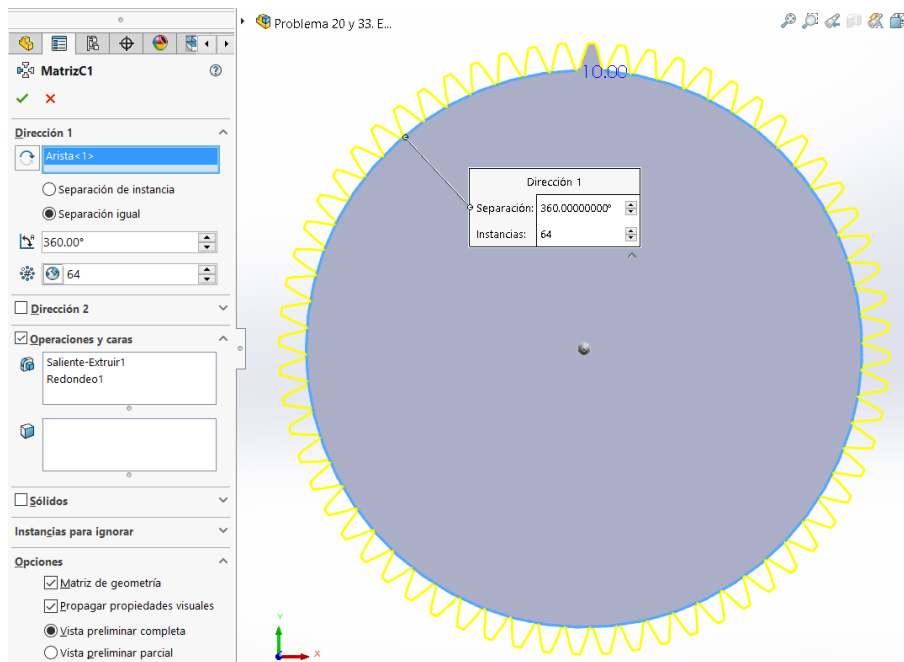 Problema 20 y 33. E...
MatrizC1
Dirección 1
Arista<1>
Separación de instancia
Separación igual
360.00°
64
Dirección 2
Operaciones y caras
Saliente-Extruir1
Redondeo1
Sólidos
Instancias para ignorar
Opciones
Matriz de geometría
Propagar propiedades visuales
Vista preliminar completa
Vista preliminar parcial
10.00
Dirección 1
Separación: 360.00000000°
Instancias: 64
Y
X